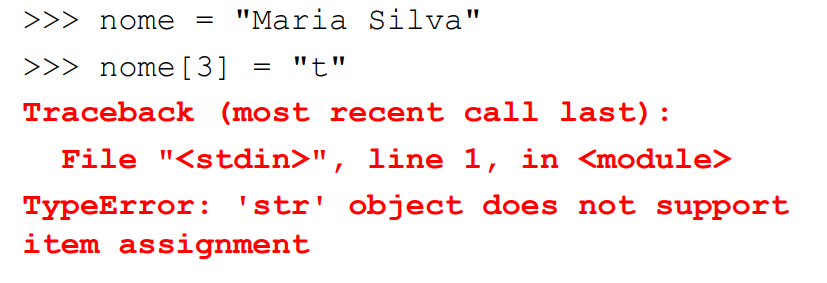 >>> nome = "Maria Silva"
>>> nome[3] = "t"
Traceback (most recent call last):
  File "<stdin>", line 1, in <module>
TypeError: 'str' object does not support
item assignment